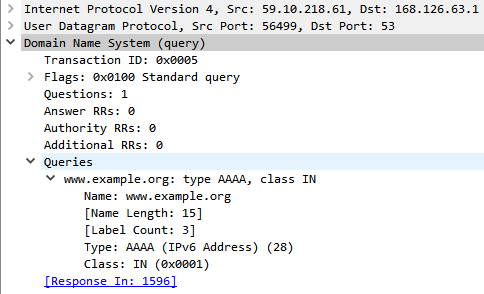 Internet Protocol Version 4, Src: 59.10.218.61, Dst: 168.126.63.1
User Datagram Protocol, Src Port: 56499, Dst Port: 53
Domain Name System (query)
Transaction ID: 0x0005
Flags: 0x0100 Standard query
Questions: 1
Answer RRs: 0
Authority RRs: 0
Additional RRs: 0
Queries
www.example.org: type AAAA, class IN
Name: www.example.org
[Name Length: 15]
[Label Count: 3]
Type: AAAA (IPv6 Address) (28)
Class: IN (0x0001)
[Response In: 1596]